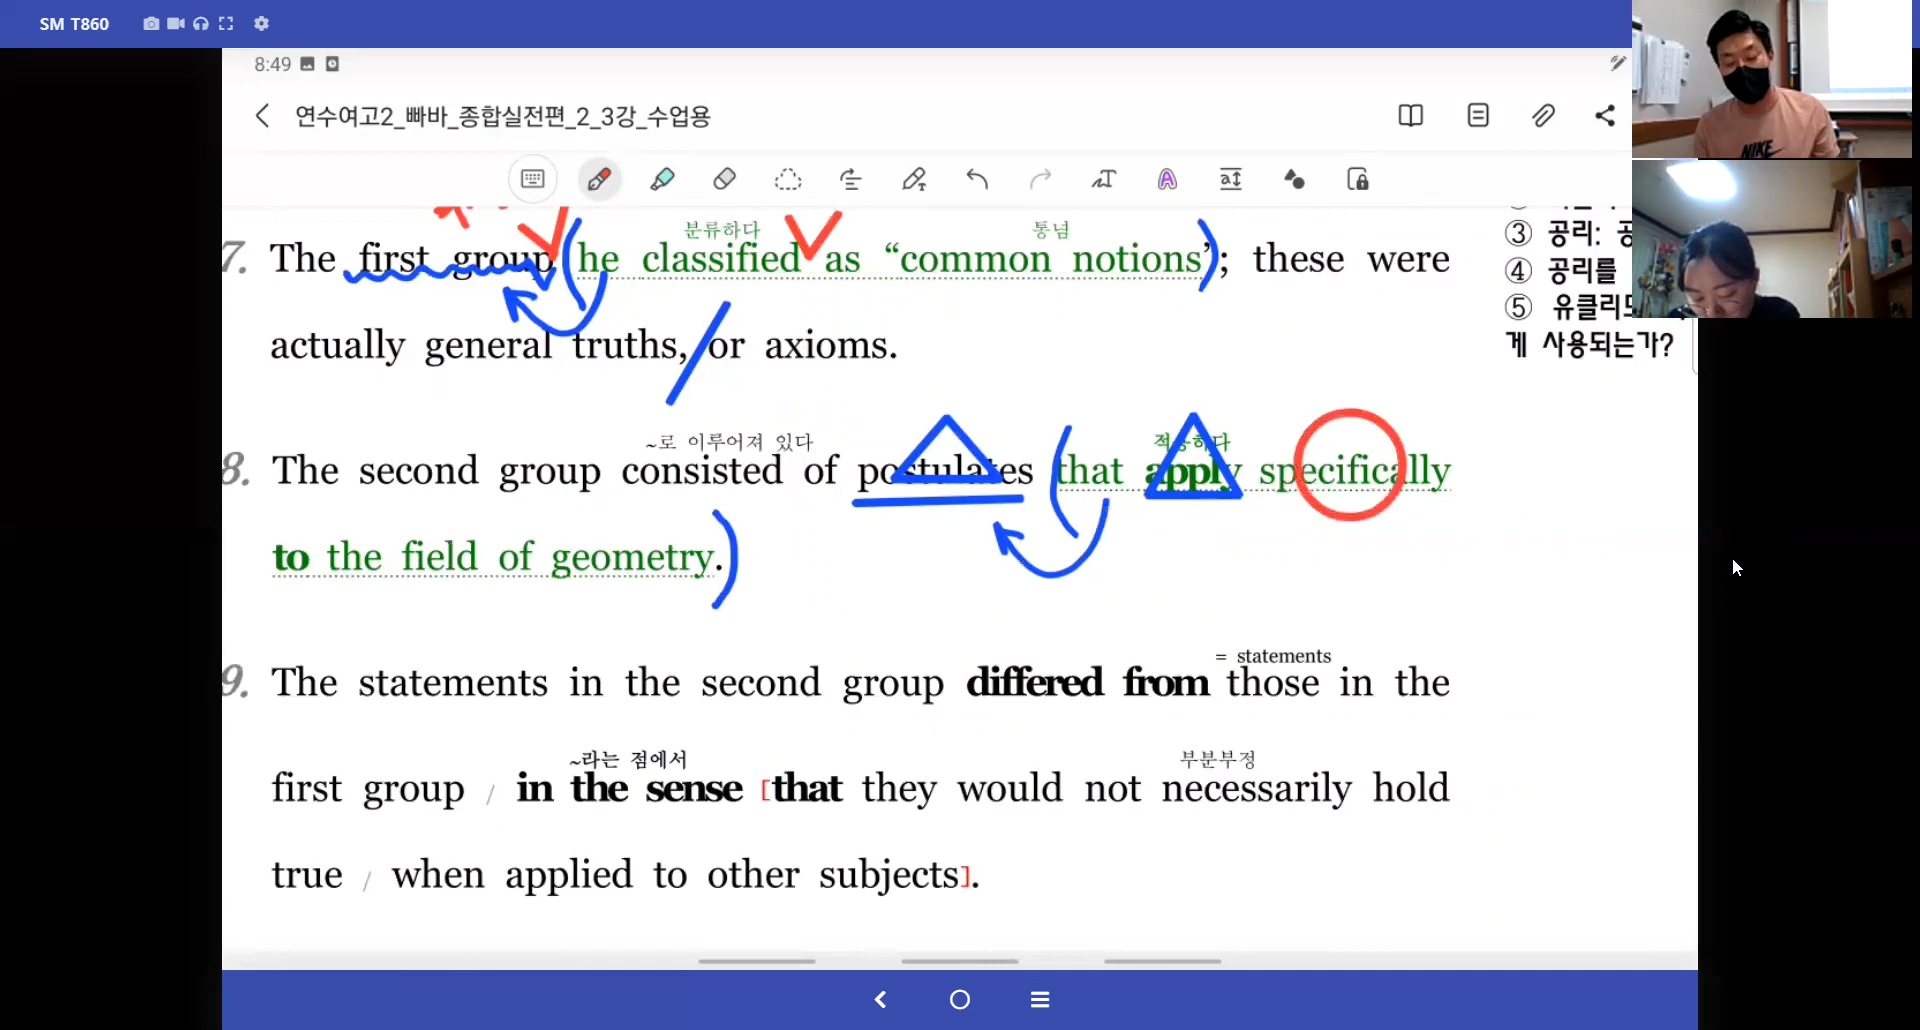 SM T860
8:49
연수여고2_빠바_종합실전편_2_3강_수업용
분류하다 통념
7. The first group he classified as “common notions”; these were
actually general truths, or axioms.
~로 이루어져 있다 적용하다
8. The second group consisted of postulates that apply specifically
to the field of geometry.
= statements
9. The statements in the second group differed from those in the
~라는 점에서 부분부정
first group / in the sense [that they would not necessarily hold
true / when applied to other subjects].
③ 공리:
④ 공리를
⑤ 유클리드
게 사용되는가?
NIKE